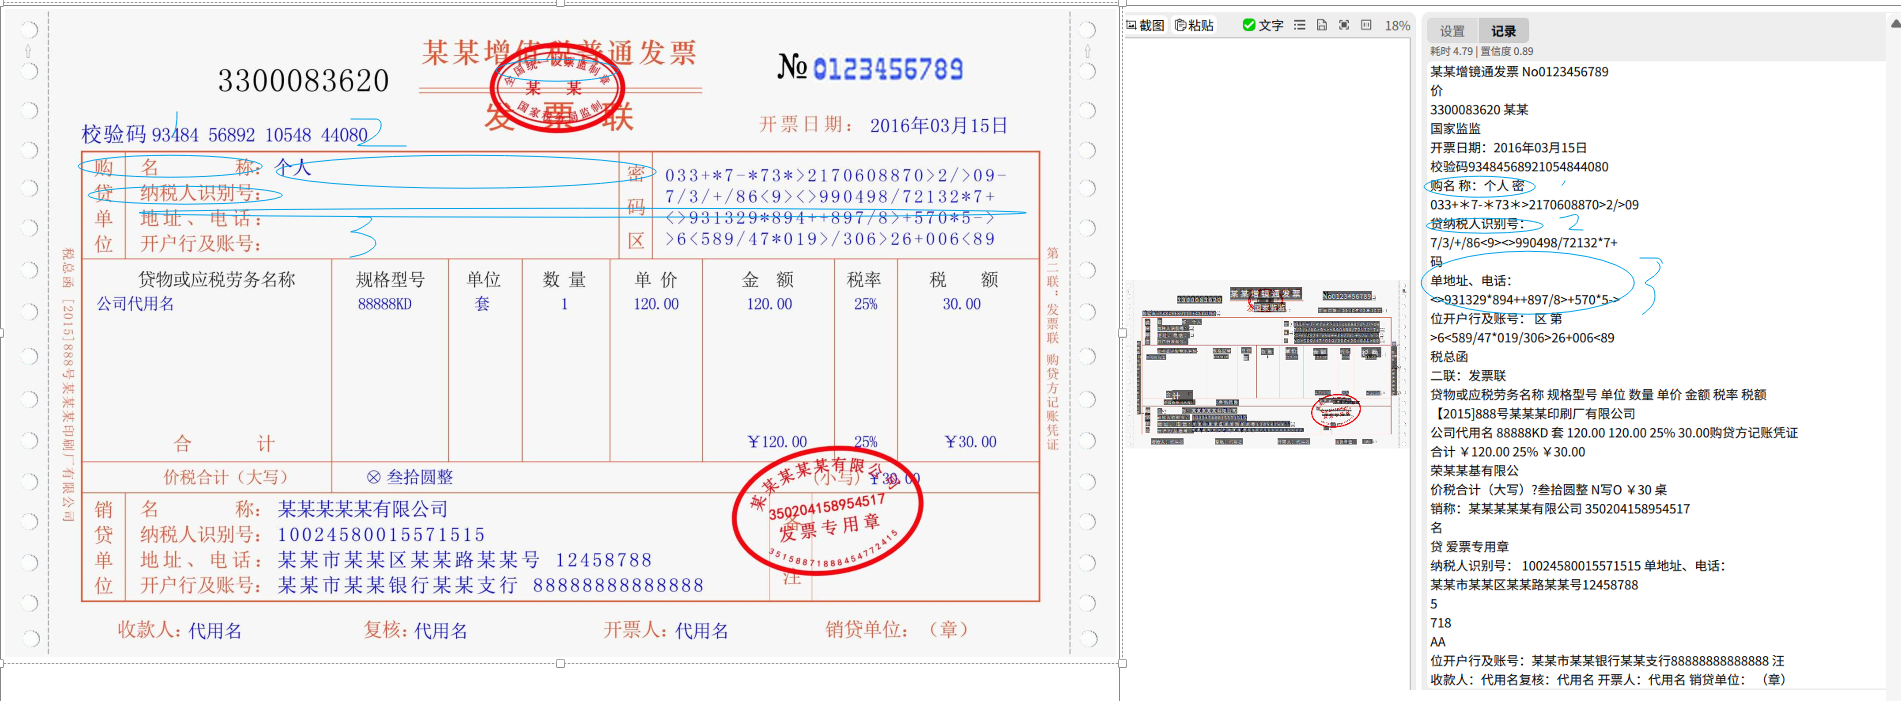 某某增值税普通发票
全国统一发票监制章
某 某
国家税务局监制
发票联
3300083620
№ 0123456789
校验码 93484 56892 10548 44080
2
开票日期： 2016年03月15日
购贷单位
名 称： 个人
纳税人识别号：
地址、电话：
开户行及账号：
3
密码区
033+*7-*73*>2170608870>2/>09-
7/3/+/86<9><>990498/72132*7+
<>931329*894++897/8>+570*5->
>6<589/47*019>/306>26+006<89
税总函 [2015]888号某某某某印刷厂有限公司
第二联：发票联 购贷方记账凭证
贷物或应税劳务名称 规格型号 单位 数 量 单 价 金 额 税率 税 额
公司代用名 88888KD 套 1 120.00 120.00 25% 30.00
合 计 ￥120.00 25% ￥30.00
价税合计（大写） ⊗ 叁拾圆整 （小写） ￥30.00
销贷单位
名 称： 某某某某某有限公司
纳税人识别号： 10024580015571515
地址、电话： 某某市某某区某某路某某号 12458788
开户行及账号： 某某市某某银行某某支行 88888888888888
备注
某某某某某有限公司
350204158954517
发票专用章
3515887188845477​2415
收款人：代用名 复核：代用名 开票人：代用名 销贷单位：（章）
截图 粘贴 文字 18%
设置 记录
耗时 4.79 | 置信度 0.89
某某增镜通发票 No0123456789
价
3300083620 某某
国家监监
开票日期：2016年03月15日
校验码93484568921054844080
购名 称：个人 密
033+＊7-＊73＊>2170608870>2/>09
贷纳税人识别号：
2
7/3/+/86<9><>990498/72132*7+
码
单地址、电话：
3
<>931329*894++897/8>+570*5->
位开户行及账号： 区 第
>6<589/47*019/306>26+006<89
税总函
二联：发票联
贷物或应税劳务名称 规格型号 单位 数量 单价 金额 税率 税额
【2015]888号某某某印刷厂有限公司
公司代用名 88888KD 套 120.00 120.00 25% 30.00购贷方记账凭证
合计 ￥120.00 25% ￥30.00
荣某某基有限公
价税合计（大写）?叁拾圆整 N写O ￥30 桌
销称：某某某某某有限公司 350204158954517
名
贷 爱票专用章
纳税人识别号： 10024580015571515 单地址、电话：
某某市某某区某某路某某号12458788
5
718
AA
位开户行及账号：某某市某某银行某某支行88888888888888 汪
收款人：代用名复核：代用名 开票人：代用名 销贷单位：（章）